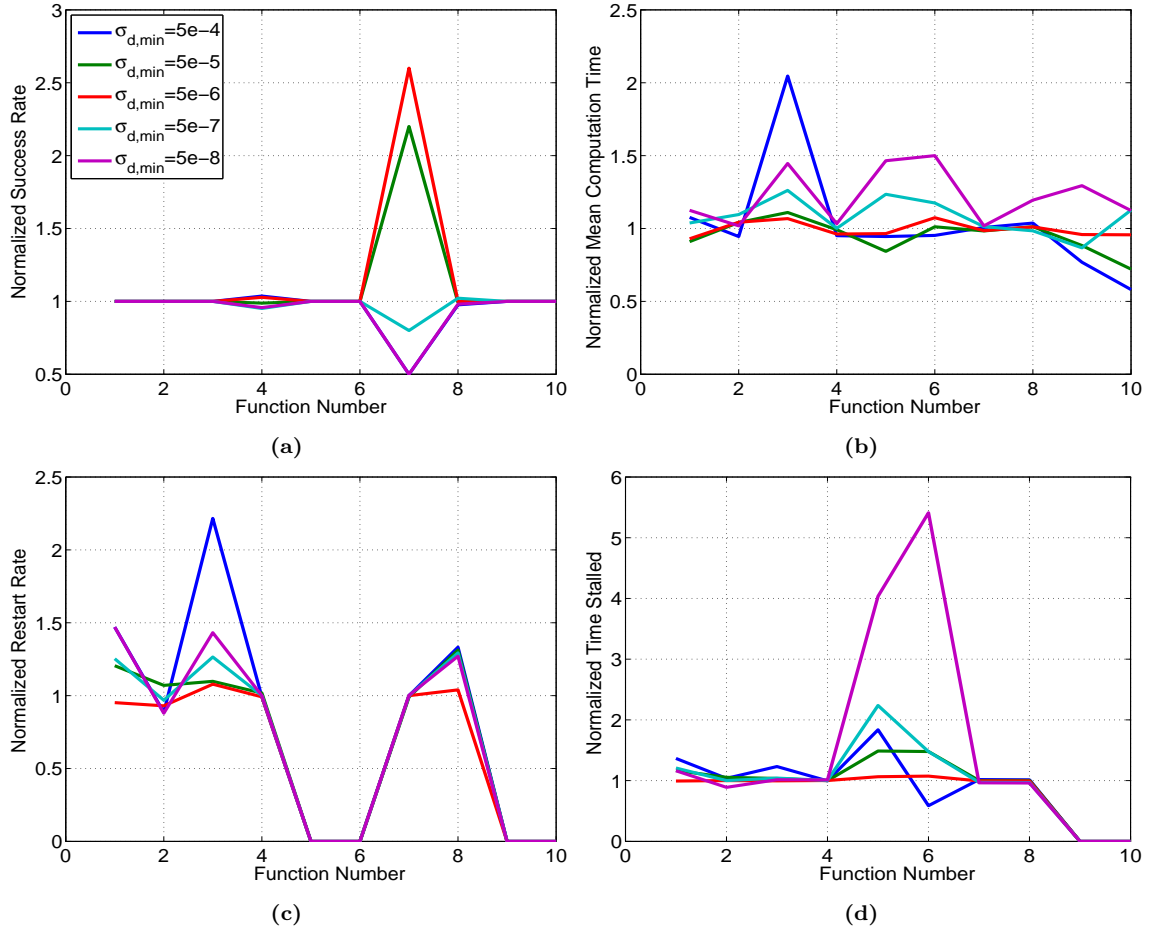 3
2.5
2
1.5
1
0.5
0 2 4 6 8 10
Normalized Success Rate
Function Number
σd,min=5e-4
σd,min=5e-5
σd,min=5e-6
σd,min=5e-7
σd,min=5e-8
(a)
2.5
2
1.5
1
0.5
0
0 2 4 6 8 10
Normalized Mean Computation Time
Function Number
(b)
2.5
2
1.5
1
0.5
0
0 2 4 6 8 10
Normalized Restart Rate
Function Number
(c)
6
5
4
3
2
1
0
0 2 4 6 8 10
Normalized Time Stalled
Function Number
(d)